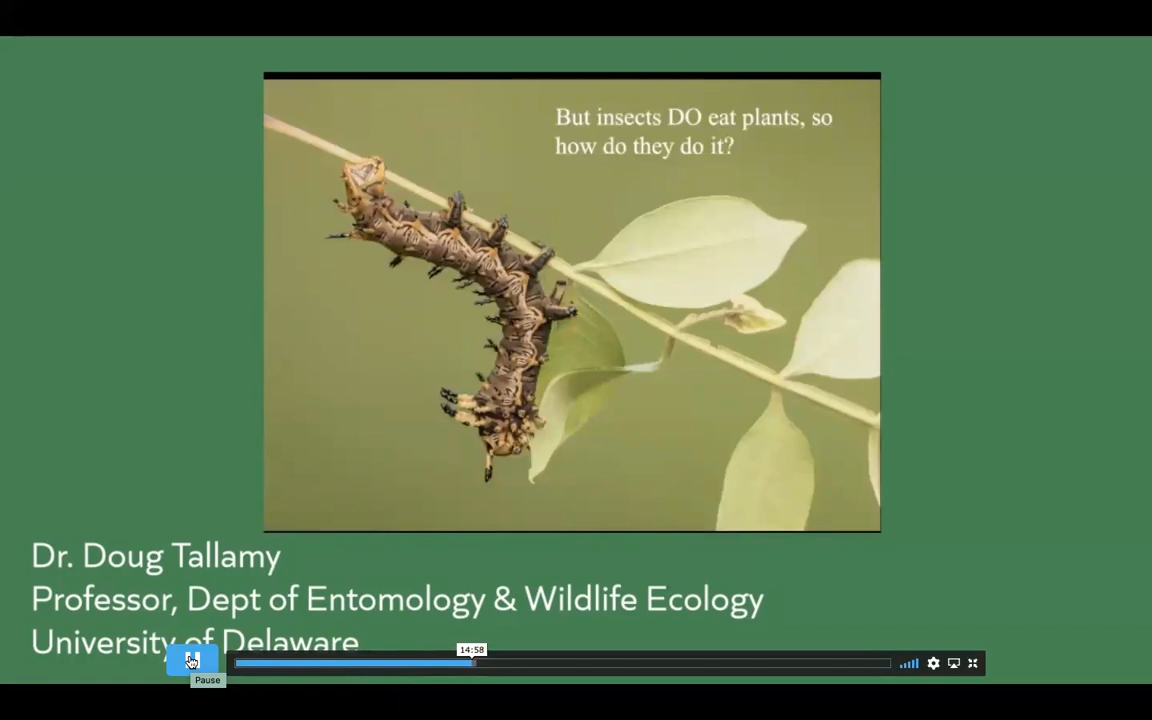 But insects DO eat plants, so
how do they do it?
Dr. Doug Tallamy
Professor, Dept of Entomology & Wildlife Ecology
University of Delaware
14:58
Pause